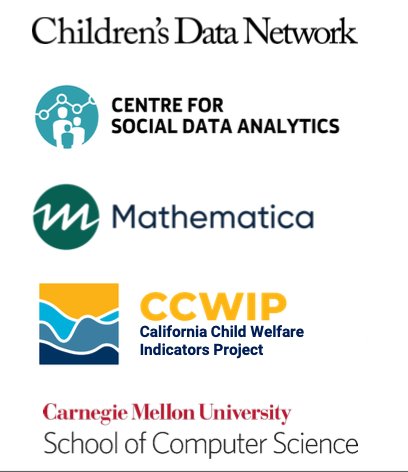 Children's Data Network
CENTRE FOR
SOCIAL DATA ANALYTICS
Mathematica
CCWIP
California Child Welfare
Indicators Project
Carnegie Mellon University
School of Computer Science